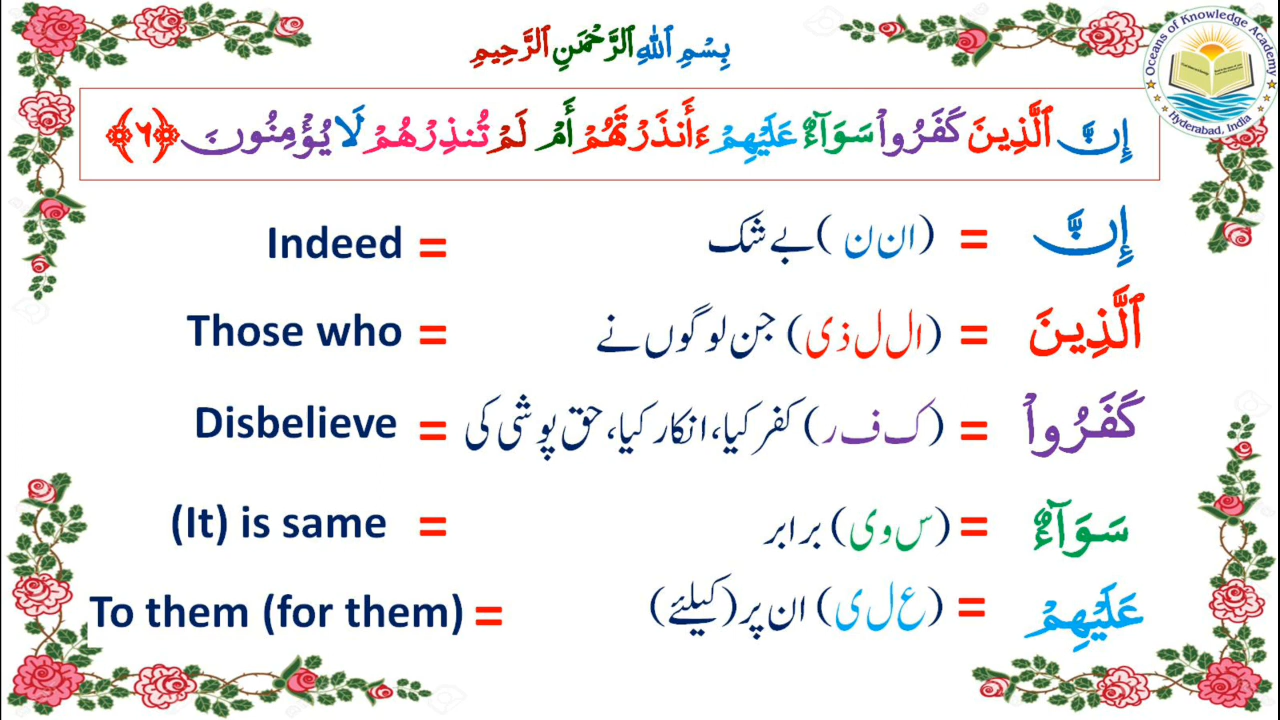 بِسْمِ ٱللَّهِ ٱلرَّحْمَٰنِ ٱلرَّحِيمِ
Oceans of Knowledge Academy
Hyderabad, India
إِنَّ ٱلَّذِينَ كَفَرُوا۟ سَوَآءٌ عَلَيْهِمْ ءَأَنذَرْتَهُمْ أَمْ لَمْ تُنذِرْهُمْ لَا يُؤْمِنُونَ ﴿٦﴾
إِنَّ = (ان ن) بے شک = Indeed
ٱلَّذِينَ = (ال ل ذ ی) جن لوگوں نے = Those who
كَفَرُوا۟ = (ک ف ر) کفر کیا، انکار کیا، حق پوشی کی = Disbelieve
سَوَآءٌ = (س و ی) برابر = (It) is same
عَلَيْهِمْ = (ع ل ی) ان پر (کیلئے) = To them (for them)